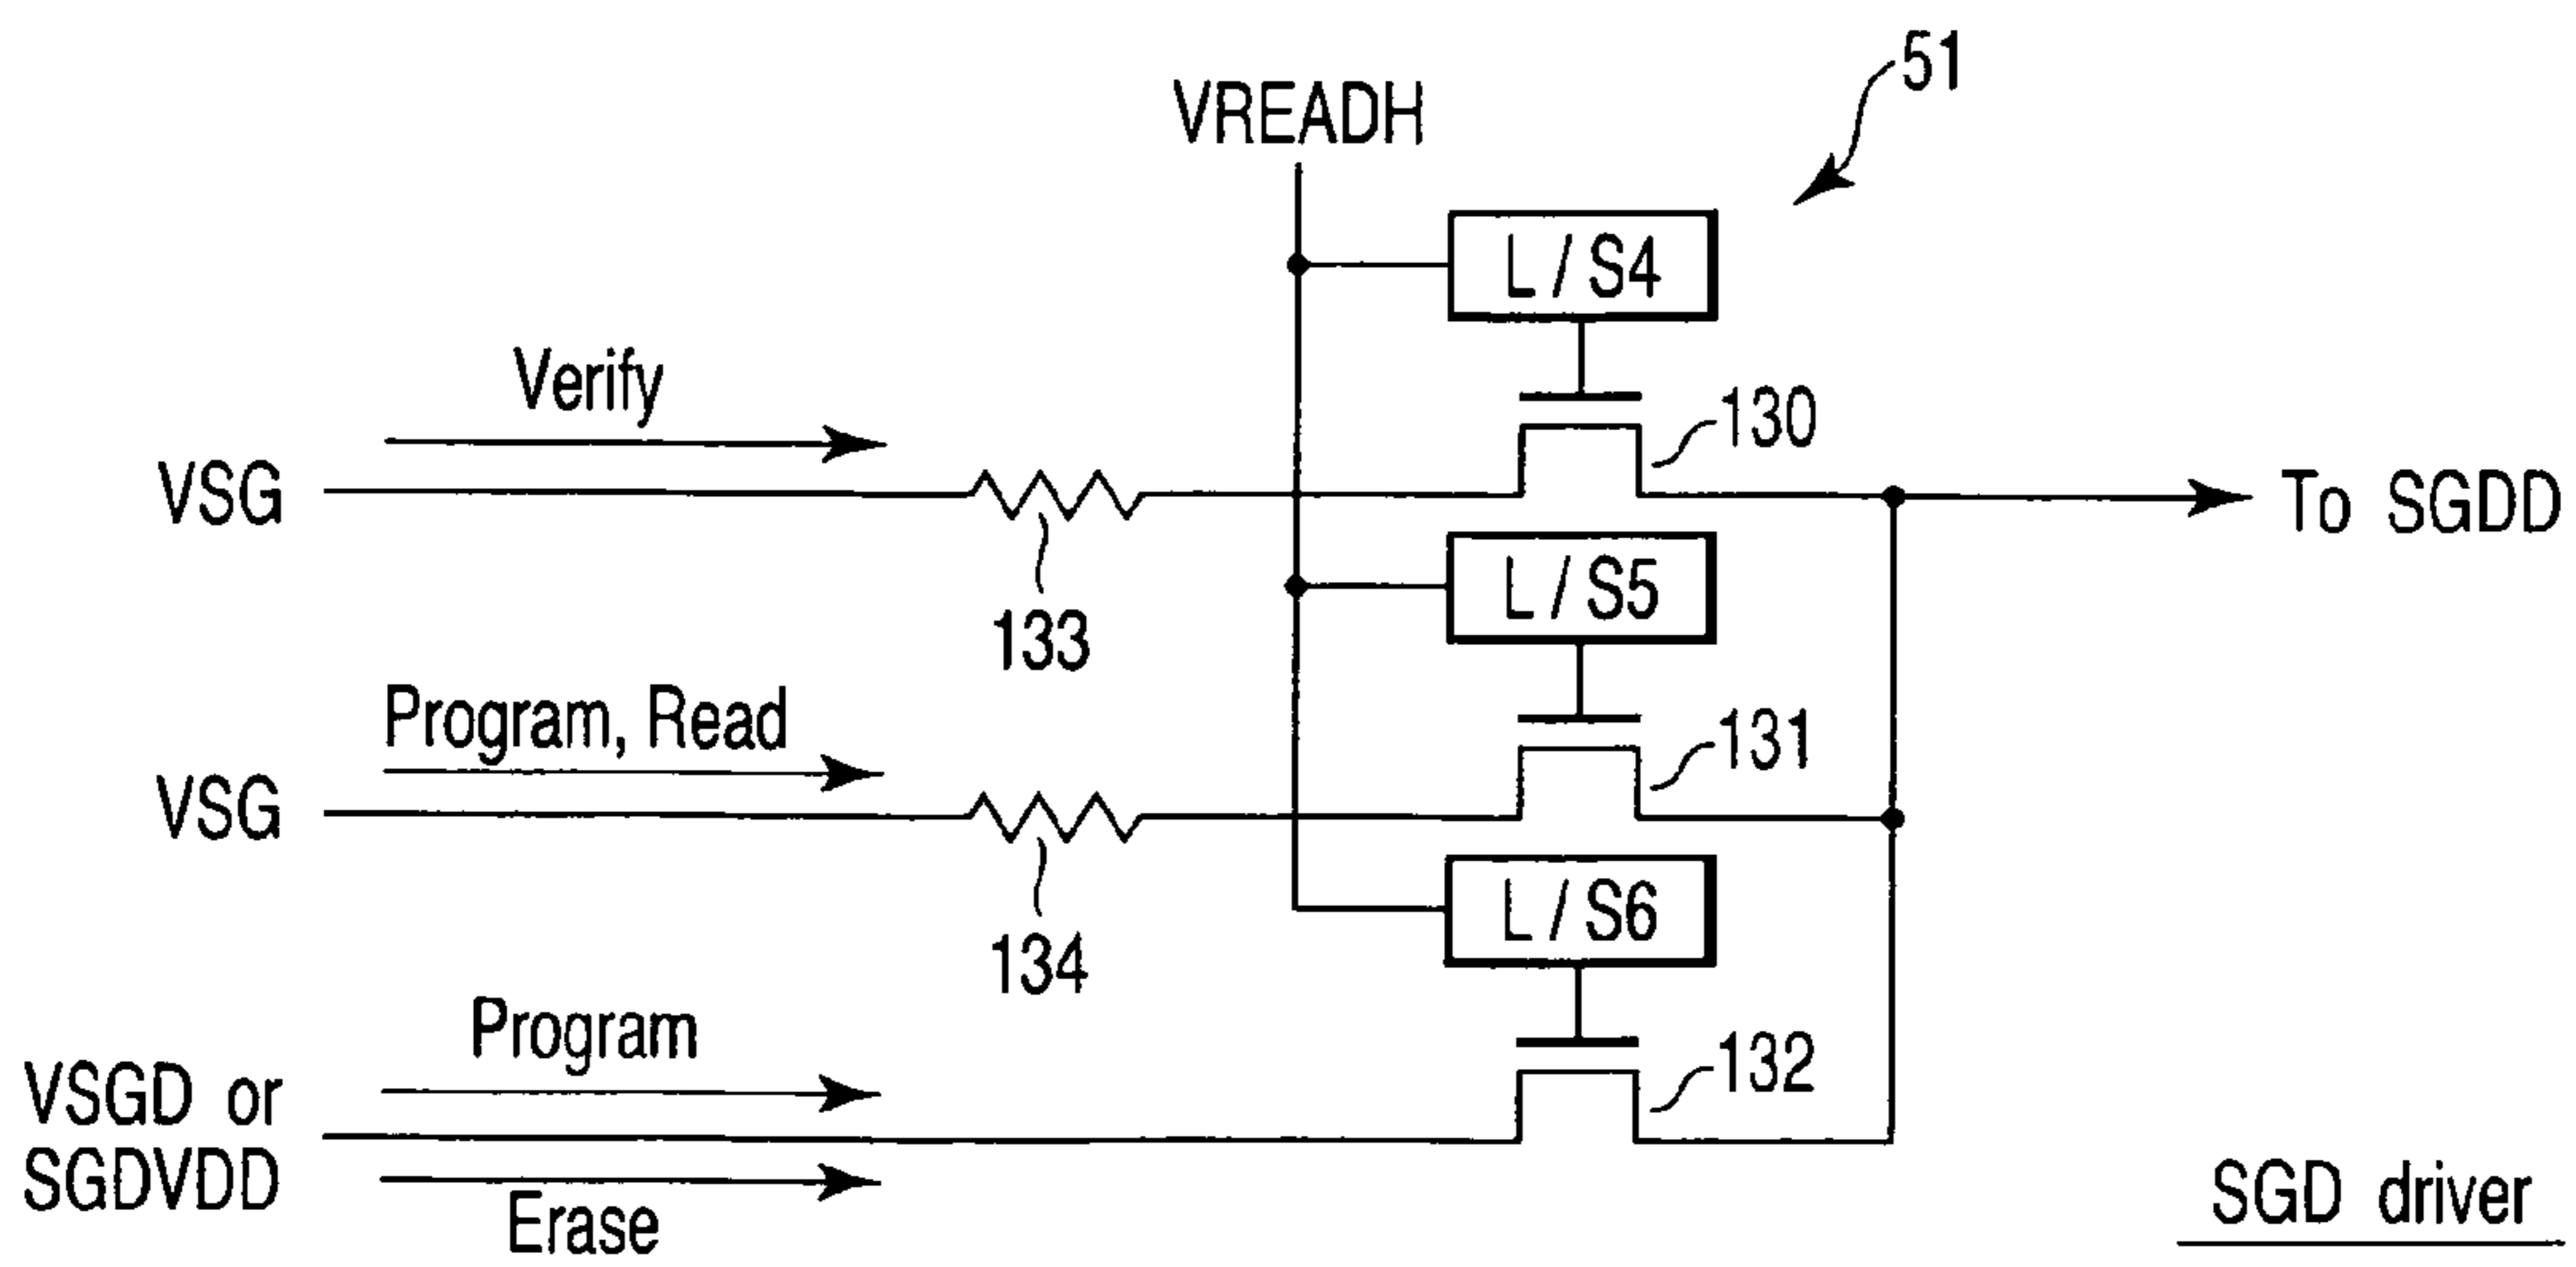 51
VREADH
L / S4
Verify
130
VSG
To SGDD
L / S5
133
Program, Read
131
VSG
L / S6
134
Program
132
VSGD or
SGDVDD
Erase
SGD driver